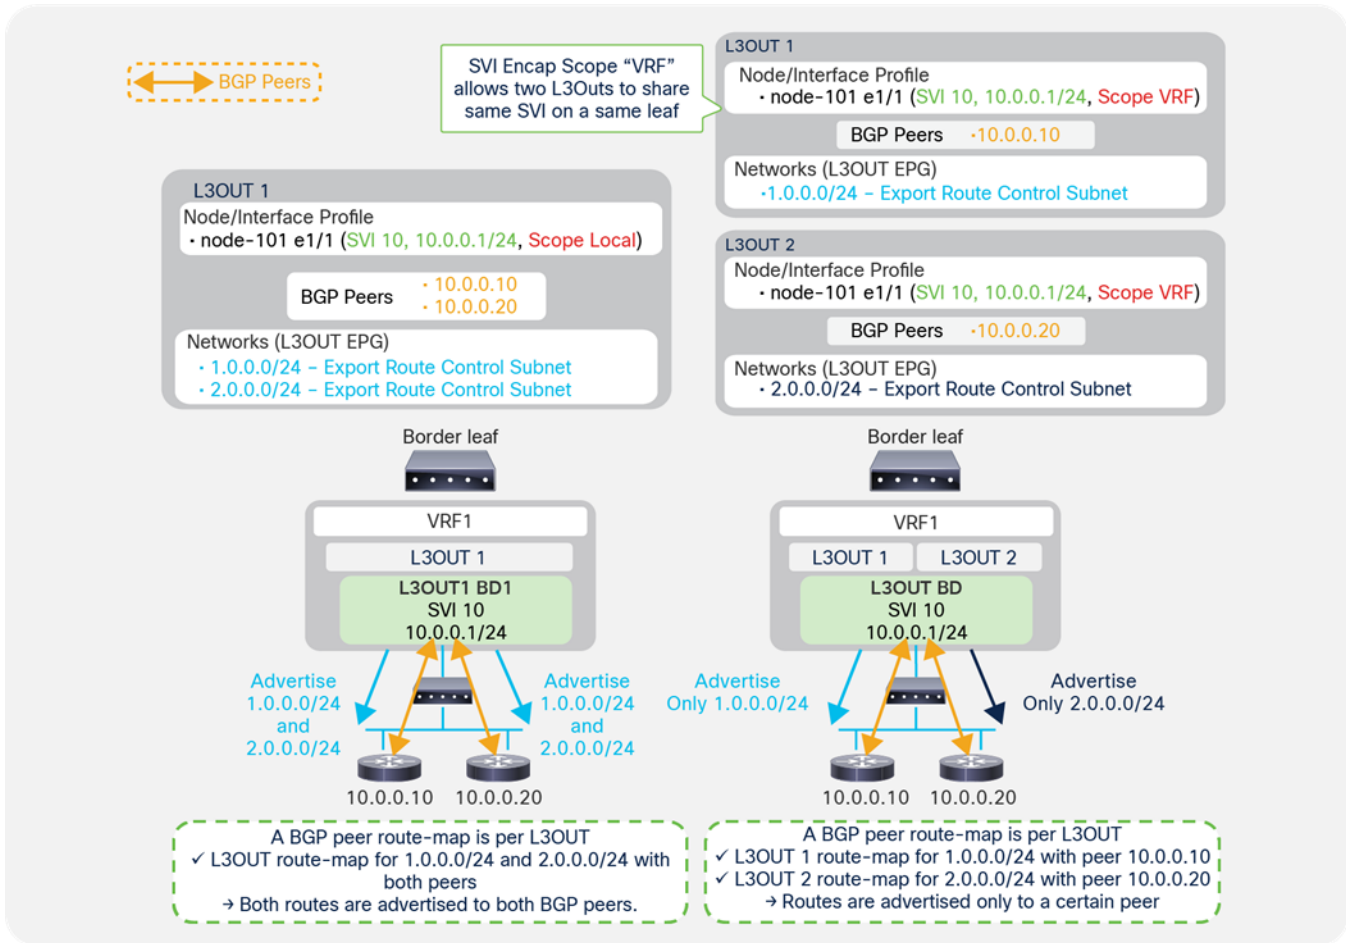 BGP Peers
SVI Encap Scope “VRF”
allows two L3Outs to share
same SVI on a same leaf
L3OUT 1
Node/Interface Profile
· node-101 e1/1 (SVI 10, 10.0.0.1/24, Scope VRF)
BGP Peers ·10.0.0.10
Networks (L3OUT EPG)
·1.0.0.0/24 – Export Route Control Subnet
L3OUT 1
Node/Interface Profile
· node-101 e1/1 (SVI 10, 10.0.0.1/24, Scope Local)
BGP Peers
· 10.0.0.10
· 10.0.0.20
Networks (L3OUT EPG)
· 1.0.0.0/24 – Export Route Control Subnet
· 2.0.0.0/24 – Export Route Control Subnet
L3OUT 2
Node/Interface Profile
· node-101 e1/1 (SVI 10, 10.0.0.1/24, Scope VRF)
BGP Peers ·10.0.0.20
Networks (L3OUT EPG)
· 2.0.0.0/24 – Export Route Control Subnet
Border leaf
VRF1
L3OUT 1
L3OUT1 BD1
SVI 10
10.0.0.1/24
Advertise
1.0.0.0/24
and
2.0.0.0/24
Advertise
1.0.0.0/24
and
2.0.0.0/24
10.0.0.10 10.0.0.20
A BGP peer route-map is per L3OUT
✓ L3OUT route-map for 1.0.0.0/24 and 2.0.0.0/24 with
both peers
→ Both routes are advertised to both BGP peers.
Border leaf
VRF1
L3OUT 1 L3OUT 2
L3OUT BD
SVI 10
10.0.0.1/24
Advertise
Only 1.0.0.0/24
Advertise
Only 2.0.0.0/24
10.0.0.10 10.0.0.20
A BGP peer route-map is per L3OUT
✓ L3OUT 1 route-map for 1.0.0.0/24 with peer 10.0.0.10
✓ L3OUT 2 route-map for 2.0.0.0/24 with peer 10.0.0.20
→ Routes are advertised only to a certain peer